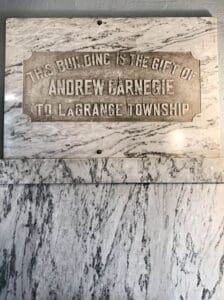 THIS BUILDING IS THE GIFT OF
ANDREW CARNEGIE
TO LAGRANGE TOWNSHIP